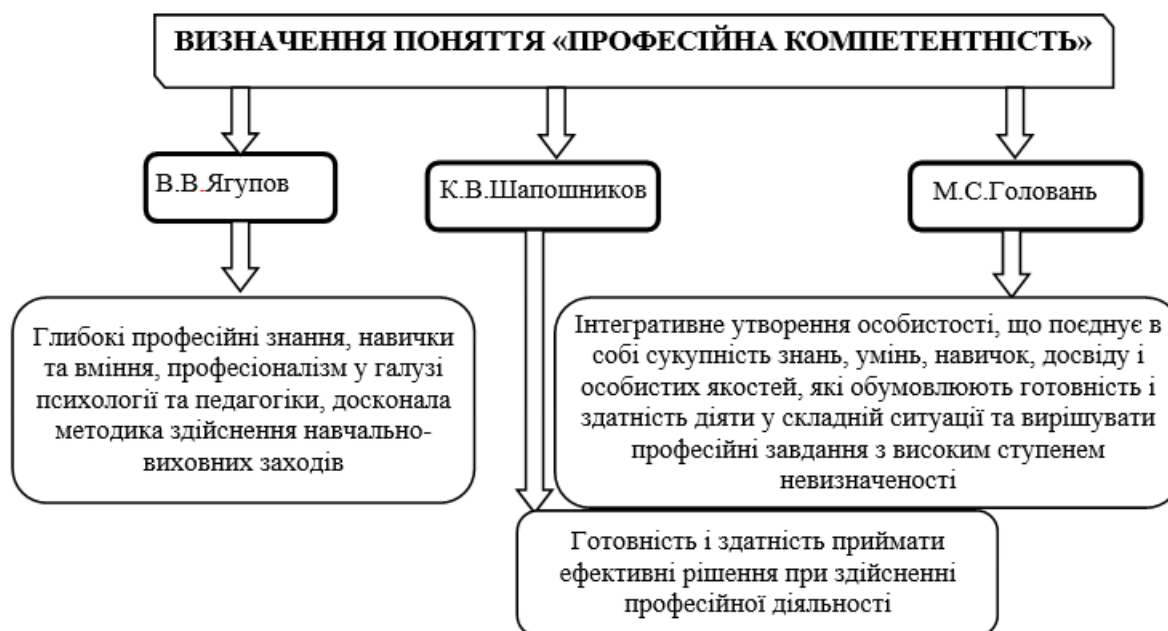 ВИЗНАЧЕННЯ ПОНЯТТЯ «ПРОФЕСІЙНА КОМПЕТЕНТНІСТЬ»
В.В.Ягупов
К.В.Шапошников
М.С.Головань
Глибокі професійні знання, навички
та вміння, професіоналізм у галузі
психології та педагогіки, досконала
методика здійснення навчально-
виховних заходів
Інтегративне утворення особистості, що поєднує в
собі сукупність знань, умінь, навичок, досвіду і
особистих якостей, які обумовлюють готовність і
здатність діяти у складній ситуації та вирішувати
професійні завдання з високим ступенем
невизначеності
Готовність і здатність приймати
ефективні рішення при здійсненні
професійної діяльності